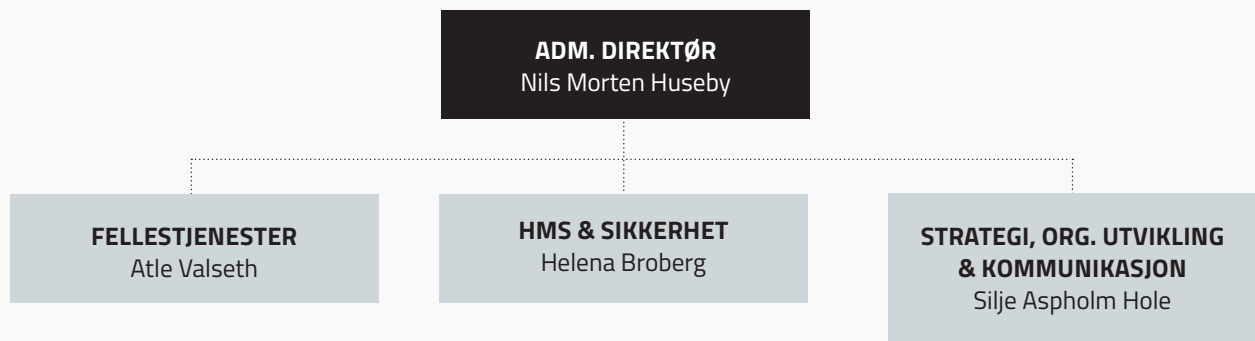 ADM. DIREKTØR
Nils Morten Huseby
FELLESTJENESTER
Atle Valseth
HMS & SIKKERHET
Helena Broberg
STRATEGI, ORG. UTVIKLING
& KOMMUNIKASJON
Silje Aspholm Hole